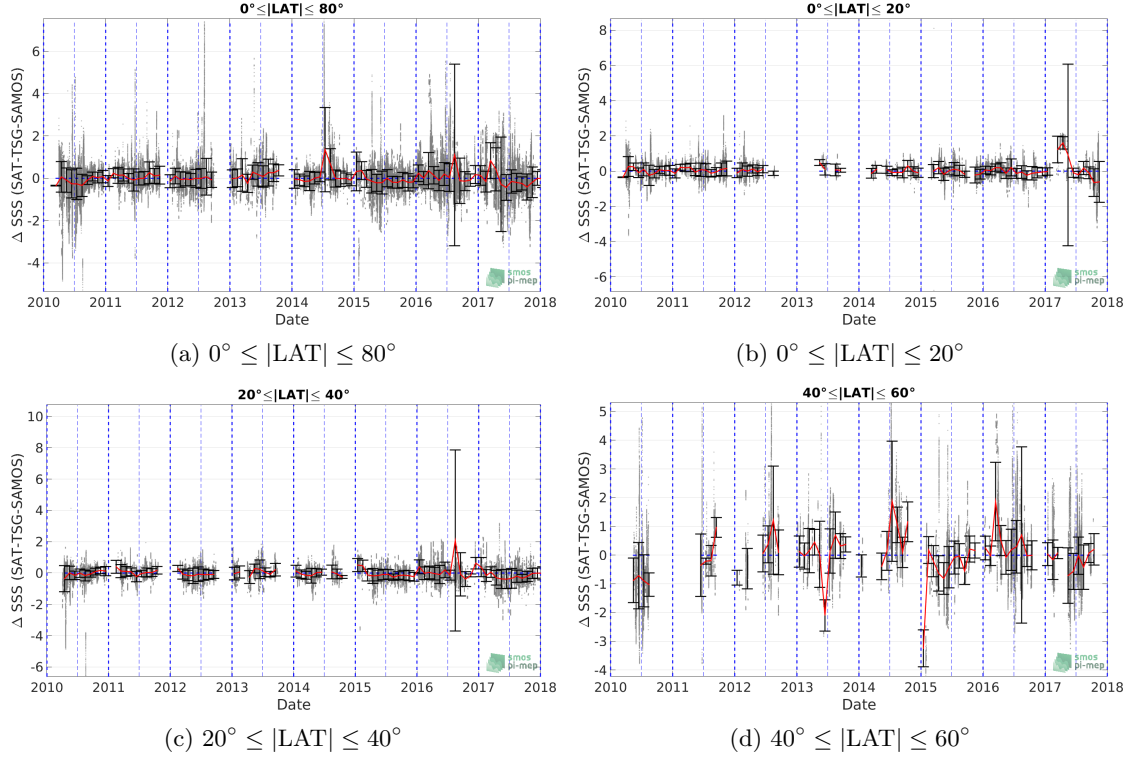 0°≤|LAT|≤ 80°
Δ SSS (SAT-TSG-SAMOS)
6
4
2
0
-2
-4
2010 2011 2012 2013 2014 2015 2016 2017 2018
Date
smos
pi-mep
(a) 0° ≤ |LAT| ≤ 80°
0°≤|LAT|≤ 20°
Δ SSS (SAT-TSG-SAMOS)
8
6
4
2
0
-2
-4
-6
2010 2011 2012 2013 2014 2015 2016 2017 2018
Date
smos
pi-mep
(b) 0° ≤ |LAT| ≤ 20°
20°≤|LAT|≤ 40°
Δ SSS (SAT-TSG-SAMOS)
10
8
6
4
2
0
-2
-4
-6
2010 2011 2012 2013 2014 2015 2016 2017 2018
Date
smos
pi-mep
(c) 20° ≤ |LAT| ≤ 40°
40°≤|LAT|≤ 60°
Δ SSS (SAT-TSG-SAMOS)
5
4
3
2
1
0
-1
-2
-3
-4
2010 2011 2012 2013 2014 2015 2016 2017 2018
Date
smos
pi-mep
(d) 40° ≤ |LAT| ≤ 60°